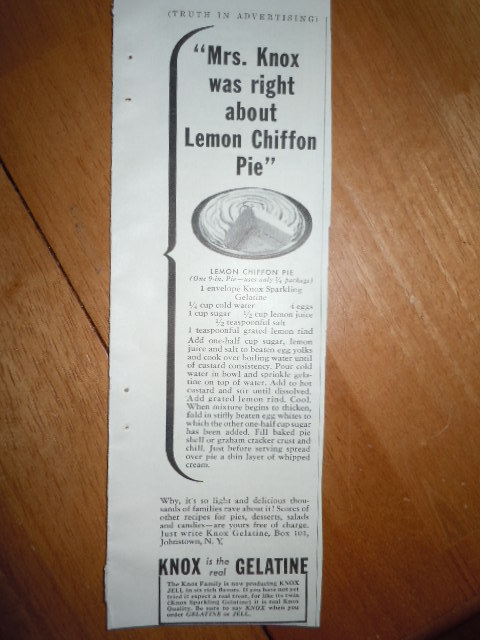 (TRUTH IN ADVERTISING)
“Mrs. Knox
was right
about
Lemon Chiffon
Pie”
LEMON CHIFFON PIE
(One 9-in. Pie—uses only ¼ package)
1 envelope Knox Sparkling
Gelatine
¼ cup cold water 4 eggs
1 cup sugar ½ cup lemon juice
½ teaspoonful salt
1 teaspoonful grated lemon rind
Add one-half cup sugar, lemon
juice and salt to beaten egg yolks
and cook over boiling water until
of custard consistency. Pour cold
water in bowl and sprinkle gela-
tine on top of water. Add to hot
custard and stir until dissolved.
Add grated lemon rind. Cool.
When mixture begins to thicken,
fold in stiffly beaten egg whites to
which the other one-half cup sugar
has been added. Fill baked pie
shell or graham cracker crust and
chill. Just before serving spread
over pie a thin layer of whipped
cream.
Why, it's so light and delicious thou-
sands of families rave about it! Scores of
other recipes for pies, desserts, salads
and candies—are yours free of charge.
Just write Knox Gelatine, Box 101,
Johnstown, N. Y.
KNOX is the real GELATINE
The Knox Family is now producing KNOX
JELL in six rich flavors. If you have not yet
tried it expect a real treat, for like its twin
(Knox Sparkling Gelatine) it is real Knox
Quality. Be sure to say KNOX when you
order GELATINE or JELL.